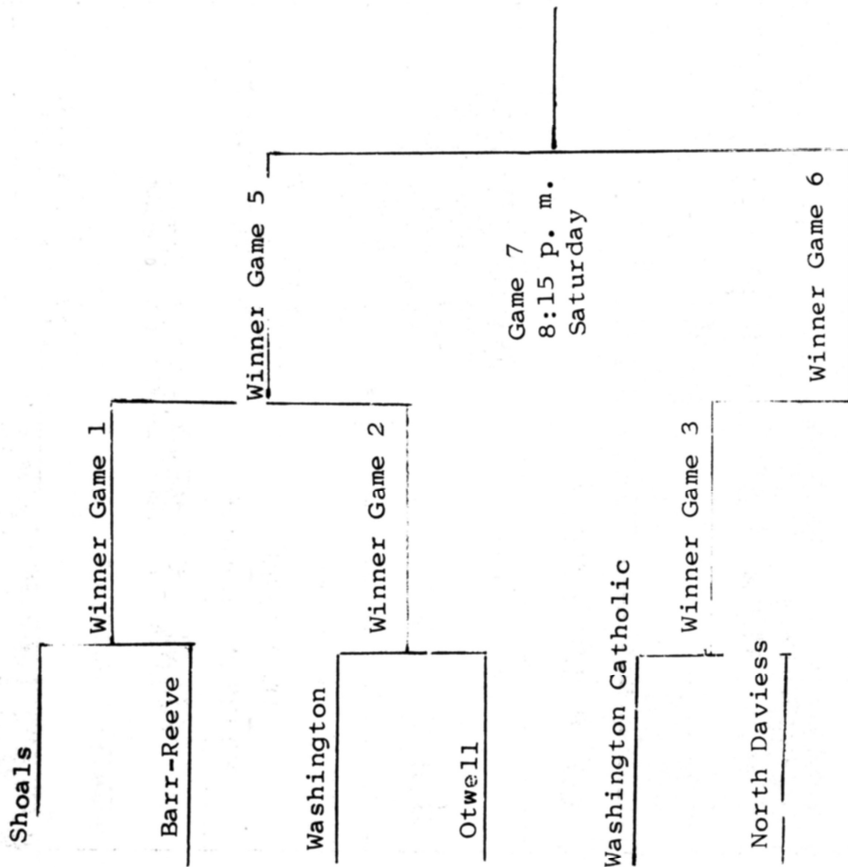 Shoals
Winner Game 1
Barr-Reeve
Winner Game 5
Washington
Winner Game 2
Otwell
Game 7
8:15 p. m.
Saturday
Washington Catholic
Winner Game 3
North Daviess
Winner Game 6